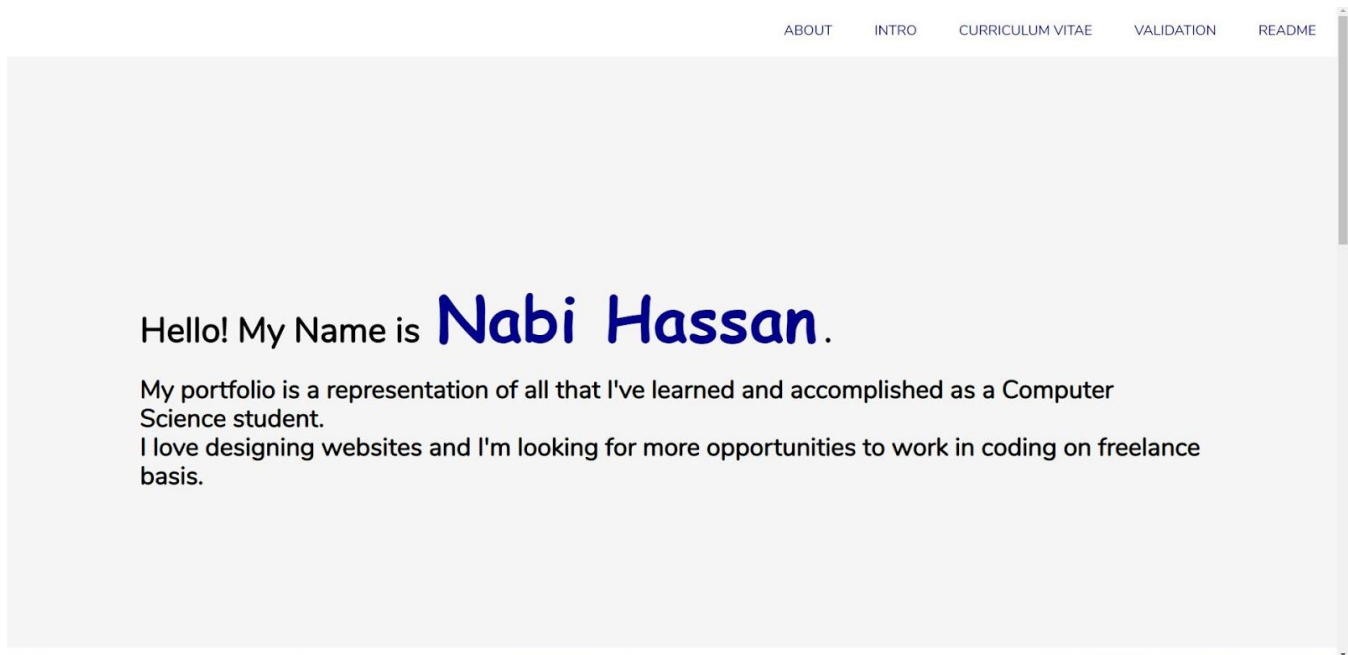 ABOUT INTRO CURRICULUM VITAE VALIDATION README
Hello! My Name is Nabi Hassan.
My portfolio is a representation of all that I've learned and accomplished as a Computer
Science student.
I love designing websites and I'm looking for more opportunities to work in coding on freelance
basis.